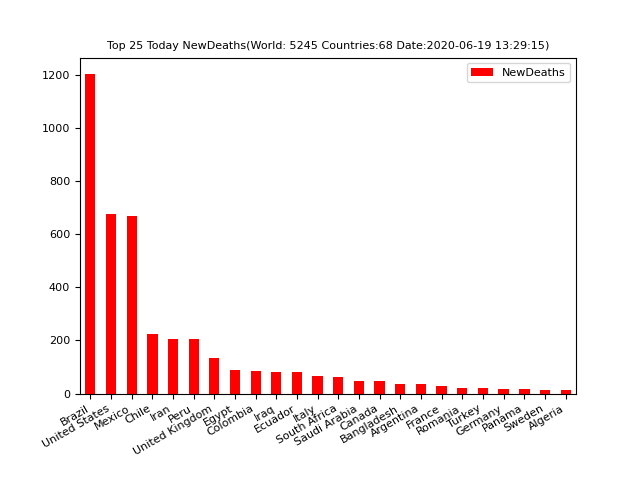 Top 25 Today NewDeaths(World: 5245 Countries:68 Date:2020-06-19 13:29:15)
NewDeaths
1200
1000
800
600
400
200
0
Brazil
United States
Mexico
Chile
Iran
Peru
United Kingdom
Egypt
Colombia
Iraq
Ecuador
Italy
South Africa
Saudi Arabia
Canada
Bangladesh
Argentina
France
Romania
Turkey
Germany
Panama
Sweden
Algeria